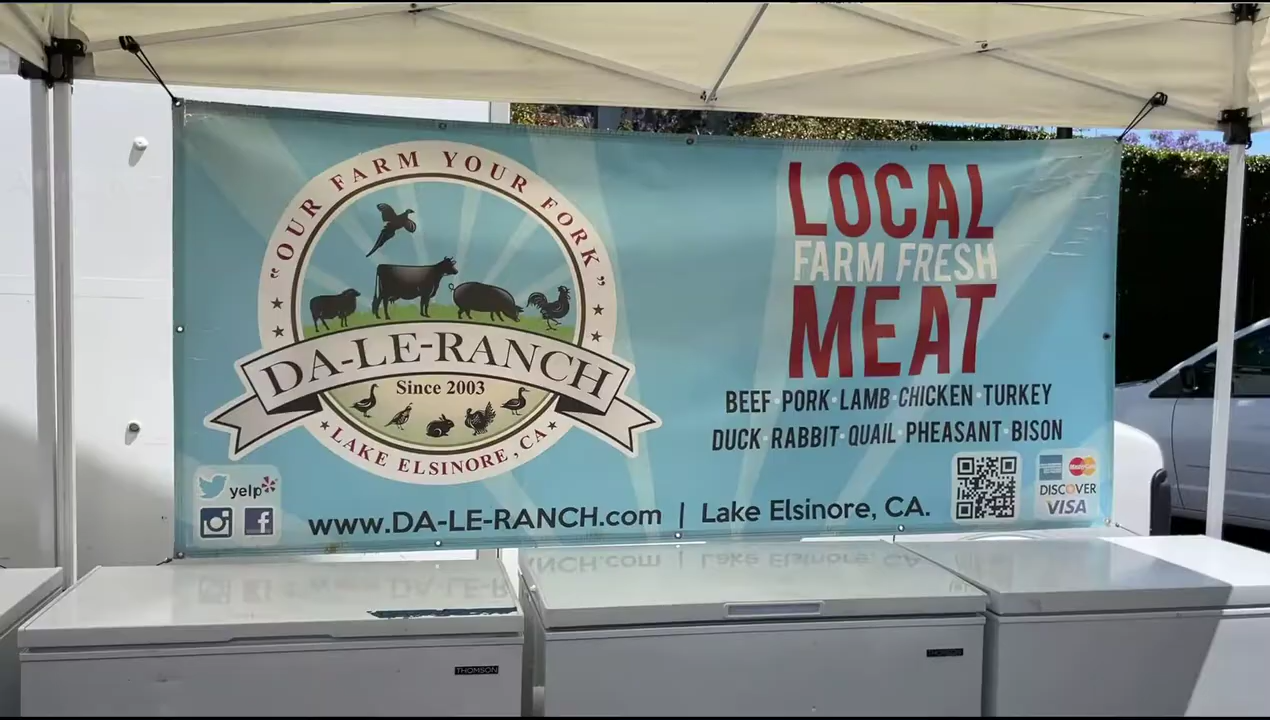 "OUR FARM YOUR FORK"
DA-LE-RANCH
Since 2003
LAKE ELSINORE, CA
yelp
www.DA-LE-RANCH.com | Lake Elsinore, CA.
LOCAL
FARM FRESH
MEAT
BEEF · PORK · LAMB · CHICKEN · TURKEY
DUCK · RABBIT · QUAIL · PHEASANT · BISON
MasterCard
DISCOVER
VISA
THOMSON
THOMSON